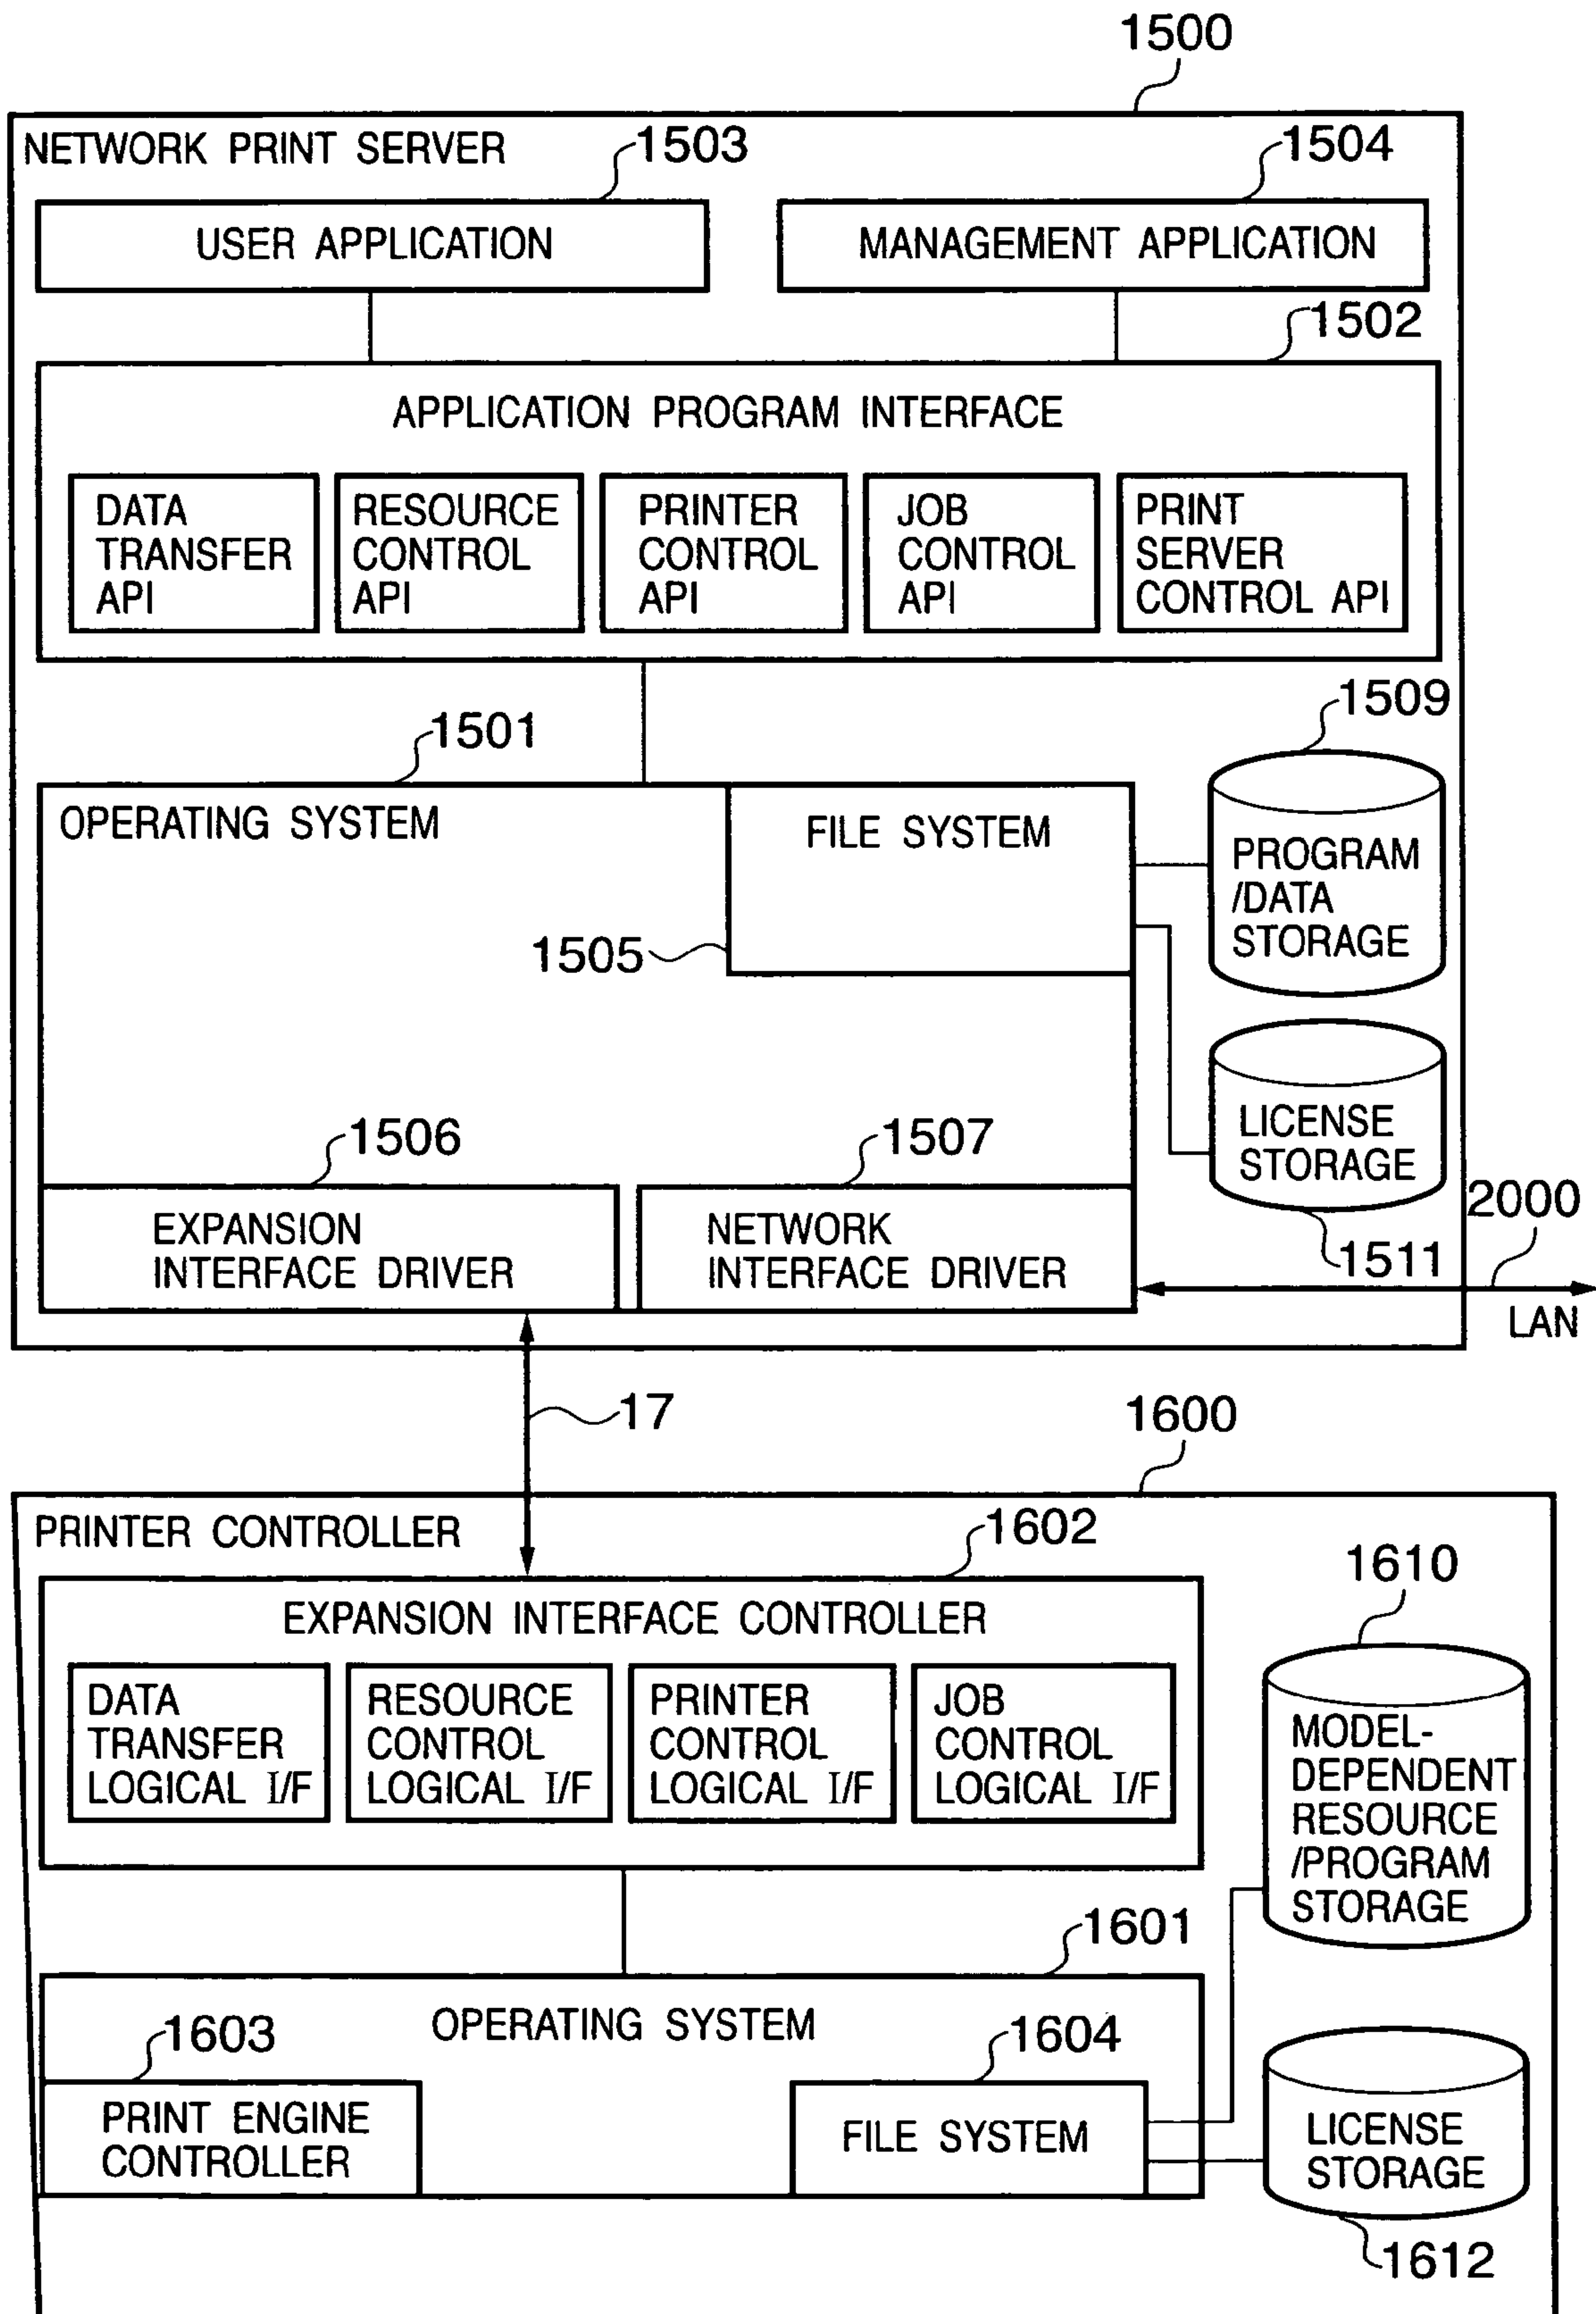 1500
NETWORK PRINT SERVER
1503
1504
USER APPLICATION
MANAGEMENT APPLICATION
1502
APPLICATION PROGRAM INTERFACE
DATA
TRANSFER
API
RESOURCE
CONTROL
API
PRINTER
CONTROL
API
JOB
CONTROL
API
PRINT
SERVER
CONTROL API
1501
1509
OPERATING SYSTEM
FILE SYSTEM
1505
PROGRAM
/DATA
STORAGE
LICENSE
STORAGE
1511
1506
1507
EXPANSION
INTERFACE DRIVER
NETWORK
INTERFACE DRIVER
2000
LAN
17
1600
PRINTER CONTROLLER
1602
EXPANSION INTERFACE CONTROLLER
DATA
TRANSFER
LOGICAL I/F
RESOURCE
CONTROL
LOGICAL I/F
PRINTER
CONTROL
LOGICAL I/F
JOB
CONTROL
LOGICAL I/F
1610
MODEL-
DEPENDENT
RESOURCE
/PROGRAM
STORAGE
1601
OPERATING SYSTEM
1603
1604
PRINT ENGINE
CONTROLLER
FILE SYSTEM
LICENSE
STORAGE
1612